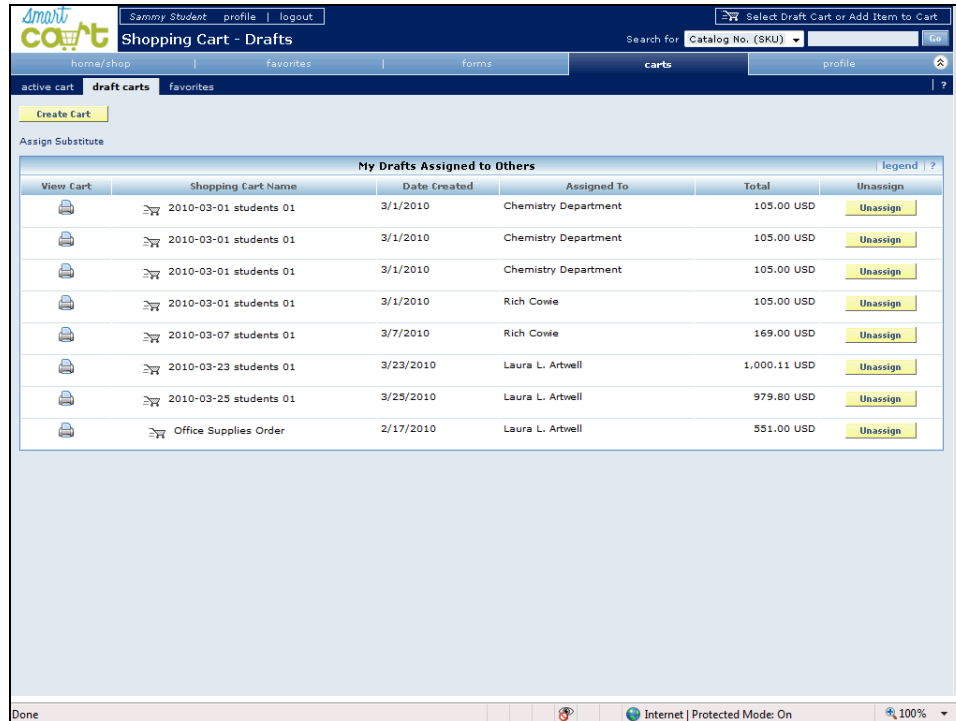 smart cart
Sammy Student profile | logout
Select Draft Cart or Add Item to Cart
Shopping Cart - Drafts
Search for Catalog No. (SKU) Go
home/shop | favorites | forms carts profile
active cart draft carts favorites | ?
Create Cart
Assign Substitute
My Drafts Assigned to Others | legend | ?
View Cart Shopping Cart Name Date Created Assigned To Total Unassign
2010-03-01 students 01 3/1/2010 Chemistry Department 105.00 USD Unassign
2010-03-01 students 01 3/1/2010 Chemistry Department 105.00 USD Unassign
2010-03-01 students 01 3/1/2010 Chemistry Department 105.00 USD Unassign
2010-03-01 students 01 3/1/2010 Rich Cowie 105.00 USD Unassign
2010-03-07 students 01 3/7/2010 Rich Cowie 169.00 USD Unassign
2010-03-23 students 01 3/23/2010 Laura L. Artwell 1,000.11 USD Unassign
2010-03-25 students 01 3/25/2010 Laura L. Artwell 979.80 USD Unassign
Office Supplies Order 2/17/2010 Laura L. Artwell 551.00 USD Unassign
Done Internet | Protected Mode: On 100%